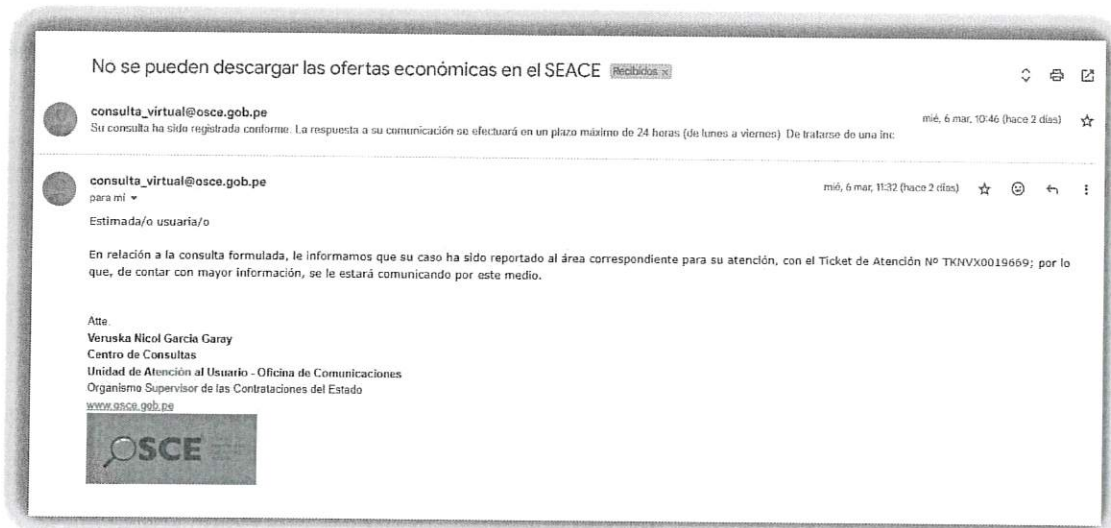 No se pueden descargar las ofertas económicas en el SEACE Recibidos x
consulta_virtual@osce.gob.pe
mié, 6 mar, 10:46 (hace 2 días)
Su consulta ha sido registrada conforme. La respuesta a su comunicación se efectuará en un plazo máximo de 24 horas (de lunes a viernes) De tratarse de una inc
consulta_virtual@osce.gob.pe
mié, 6 mar, 11:32 (hace 2 días)
para mí
Estimada/o usuaria/o
En relación a la consulta formulada, le informamos que su caso ha sido reportado al área correspondiente para su atención, con el Ticket de Atención Nº TKNVX0019669; por lo
que, de contar con mayor información, se le estará comunicando por este medio.
Atte.
Veruska Nicol Garcia Garay
Centro de Consultas
Unidad de Atención al Usuario - Oficina de Comunicaciones
Organismo Supervisor de las Contrataciones del Estado
www.osce.gob.pe
OSCE